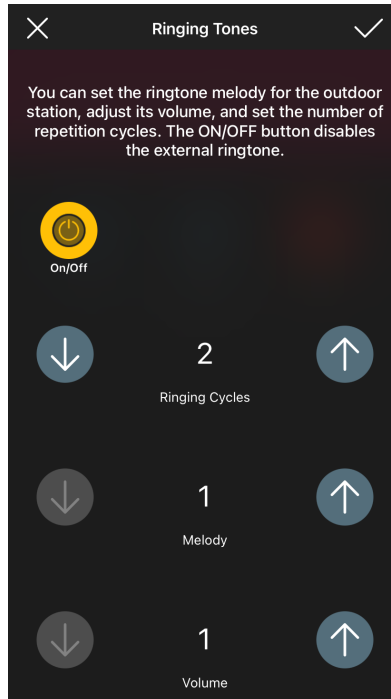 Ringing Tones
You can set the ringtone melody for the outdoor
station, adjust its volume, and set the number of
repetition cycles. The ON/OFF button disables
the external ringtone.
On/Off
2
Ringing Cycles
1
Melody
1
Volume